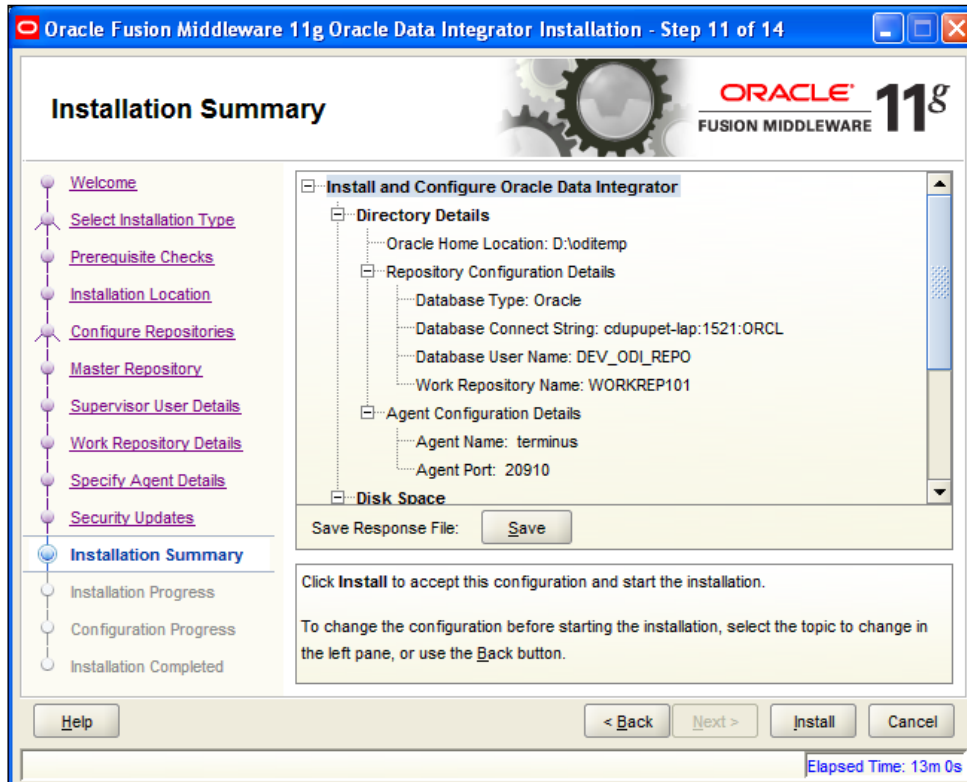 Oracle Fusion Middleware 11g Oracle Data Integrator Installation - Step 11 of 14
Installation Summary
ORACLE
FUSION MIDDLEWARE 11g
Welcome
Select Installation Type
Prerequisite Checks
Installation Location
Configure Repositories
Master Repository
Supervisor User Details
Work Repository Details
Specify Agent Details
Security Updates
Installation Summary
Installation Progress
Configuration Progress
Installation Completed
Install and Configure Oracle Data Integrator
Directory Details
Oracle Home Location: D:\oditemp
Repository Configuration Details
Database Type: Oracle
Database Connect String: cdupupet-lap:1521:ORCL
Database User Name: DEV_ODI_REPO
Work Repository Name: WORKREP101
Agent Configuration Details
Agent Name: terminus
Agent Port: 20910
Disk Space
Save Response File: Save
Click Install to accept this configuration and start the installation.
To change the configuration before starting the installation, select the topic to change in
the left pane, or use the Back button.
Help < Back Next > Install Cancel
Elapsed Time: 13m 0s